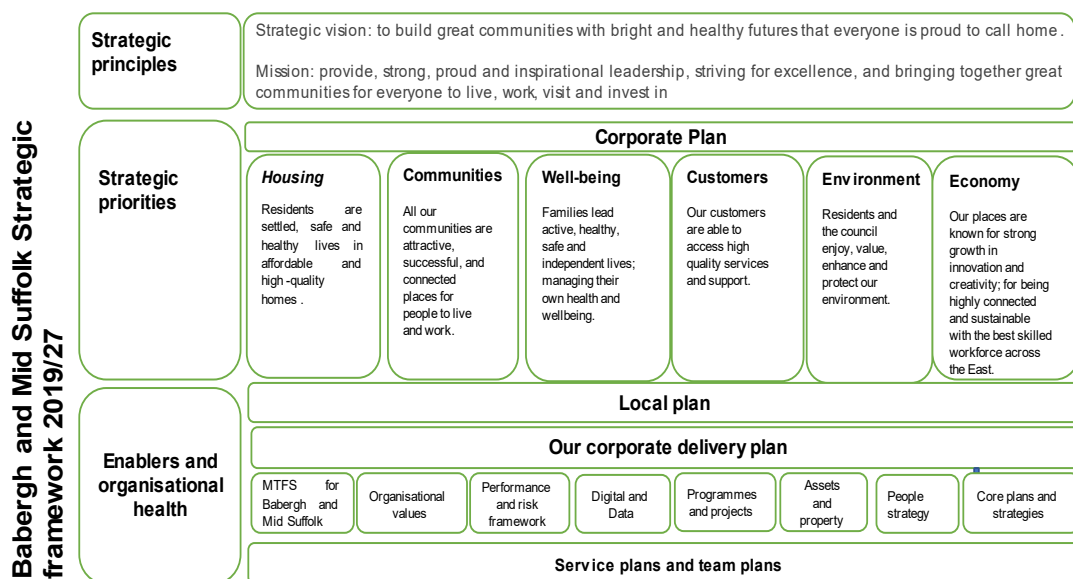 Babergh and Mid Suffolk Strategic
framework 2019/27
Strategic
principles
Strategic vision: to build great communities with bright and healthy futures that everyone is proud to call home .
Mission: provide, strong, proud and inspirational leadership, striving for excellence, and bringing together great
communities for everyone to live, work, visit and invest in
Strategic
priorities
Corporate Plan
Housing
Residents are
settled, safe and
healthy lives in
affordable and
high -quality
homes .
Communities
All our
communities are
attractive,
successful, and
connected
places for
people to live
and work.
Well-being
Families lead
active, healthy,
safe and
independent lives;
managing their
own health and
wellbeing.
Customers
Our customers
are able to
access high
quality services
and support.
Environment
Residents and
the council
enjoy, value,
enhance and
protect our
environment.
Economy
Our places are
known for strong
growth in
innovation and
creativity; for being
highly connected
and sustainable
with the best skilled
workforce across
the East.
Enablers and
organisational
health
Local plan
Our corporate delivery plan
MTFS for
Babergh and
Mid Suffolk
Organisational
values
Performance
and risk
framework
Digital and
Data
Programmes
and projects
Assets
and
property
People
strategy
Core plans and
strategies
Service plans and team plans